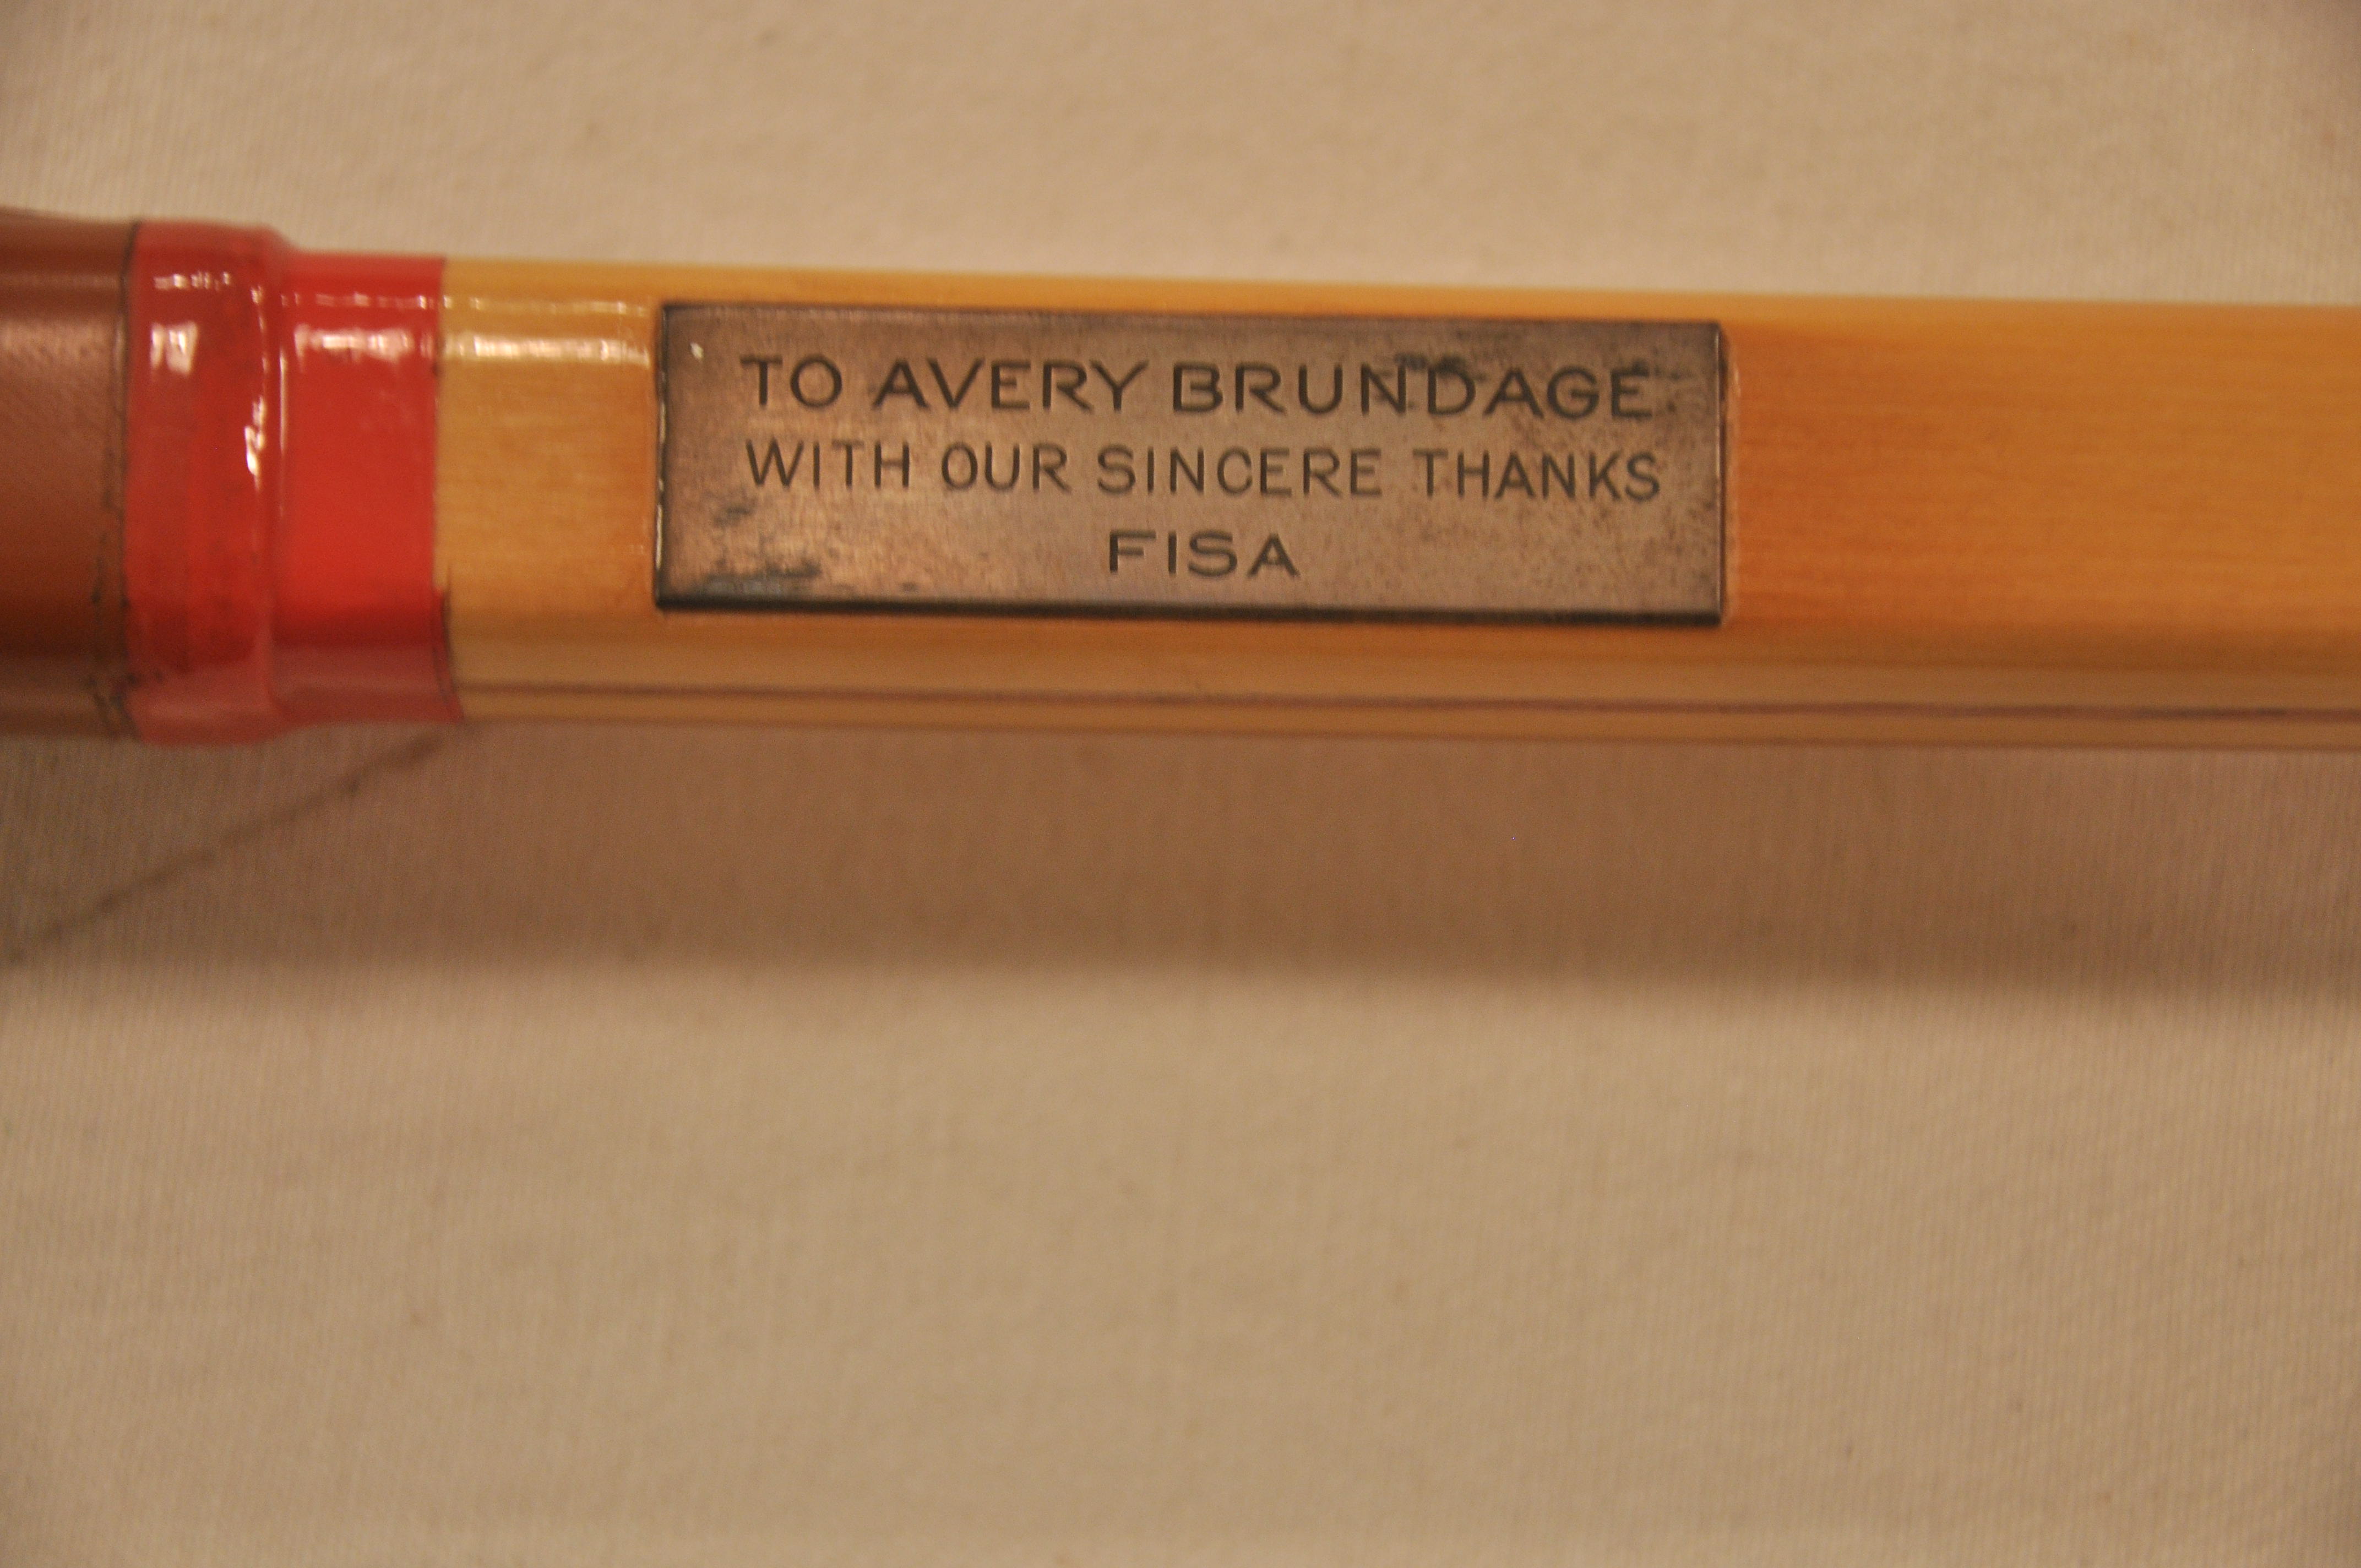 TO AVERY BRUNDAGE
WITH OUR SINCERE THANKS
FISA